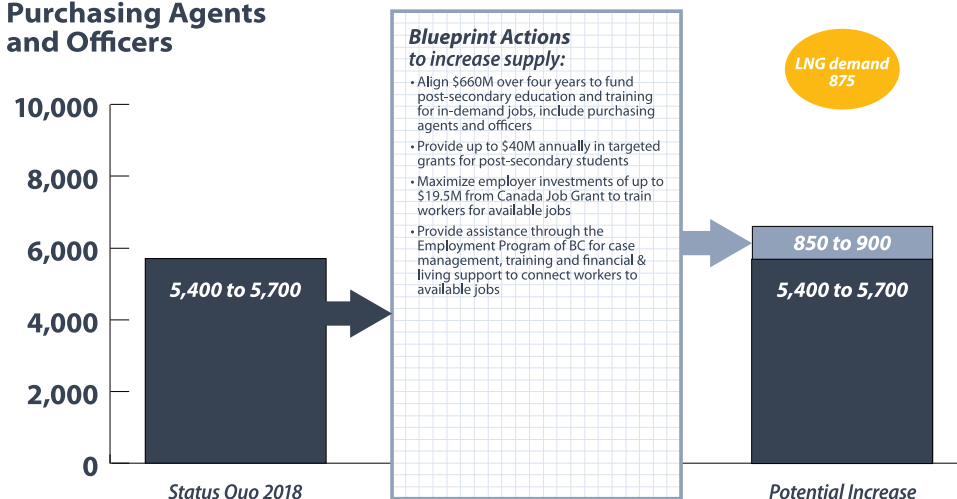 Purchasing Agents
and Officers
Blueprint Actions
to increase supply:
• Align $660M over four years to fund
post-secondary education and training
for in-demand jobs, include purchasing
agents and officers
• Provide up to $40M annually in targeted
grants for post-secondary students
• Maximize employer investments of up to
$19.5M from Canada Job Grant to train
workers for available jobs
• Provide assistance through the
Employment Program of BC for case
management, training and financial &
living support to connect workers to
available jobs
LNG demand
875
10,000
8,000
6,000
4,000
2,000
0
5,400 to 5,700
850 to 900
5,400 to 5,700
Status Quo 2018
Potential Increase